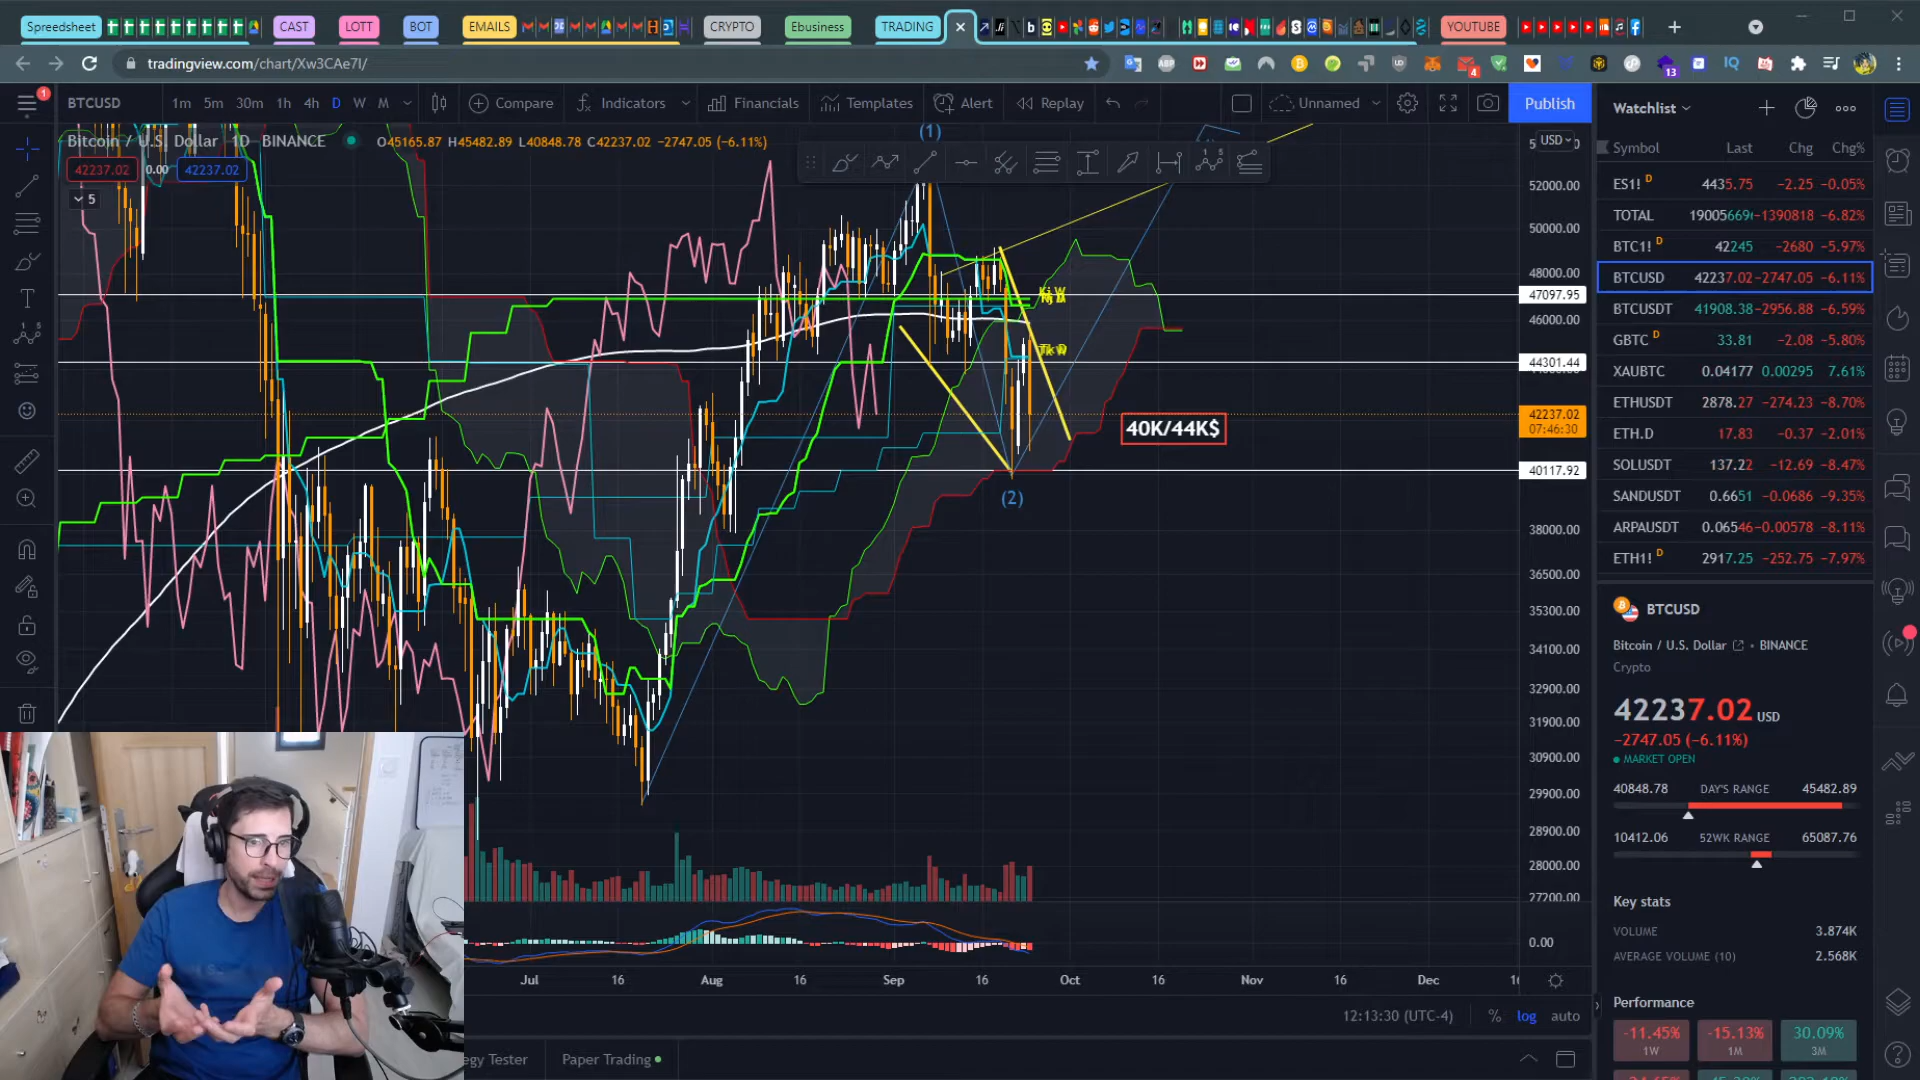 Spreedsheet CAST LOTT BOT EMAILS CRYPTO Ebusiness TRADING YOUTUBE
tradingview.com/chart/Xw3CAe7l/
4
13
1
BTCUSD 1m 5m 30m 1h 4h D W M Compare Indicators Financials Templates Alert Replay Unnamed Publish
Bitcoin / U.S. Dollar 1D BINANCE O45165.87 H45482.89 L40848.78 C42237.02 −2747.05 (−6.11%)
42237.02 0.00 42237.02
5
(1)
(2)
40K/44K$
USD
52000.00
50000.00
48000.00
47097.95
46000.00
44301.44
42237.02
07:46:30
40117.92
38000.00
36500.00
35300.00
34100.00
32900.00
31900.00
30900.00
29900.00
28900.00
28000.00
27200.00
0.00
Jul 16 Aug 16 Sep 16 Oct 16 Nov 16 Dec
12:13:30 (UTC-4) % log auto
egy Tester Paper Trading
Watchlist
Symbol Last Chg Chg%
ES1! D 4435.75 −2.25 −0.05%
TOTAL 1900566 −1390818 −6.82%
BTC1! D 42245 −2680 −5.97%
BTCUSD 42237.02 −2747.05 −6.11%
BTCUSDT 41908.38 −2956.88 −6.59%
GBTC D 33.81 −2.08 −5.80%
XAUBTC 0.04177 0.00295 7.61%
ETHUSDT 2878.27 −274.23 −8.70%
ETH.D 17.83 −0.37 −2.01%
SOLUSDT 137.22 −12.69 −8.47%
SANDUSDT 0.6651 −0.0686 −9.35%
ARPAUSDT 0.06546 −0.00578 −8.11%
ETH1! D 2917.25 −252.75 −7.97%
BTCUSD
Bitcoin / U.S. Dollar • BINANCE
Crypto
42237.02 USD
−2747.05 (−6.11%)
MARKET OPEN
40848.78 DAY'S RANGE 45482.89
10412.06 52WK RANGE 65087.76
Key stats
VOLUME 3.874K
AVERAGE VOLUME (10) 2.568K
Performance
-11.45% -15.13% 30.09%
1W 1M 3M